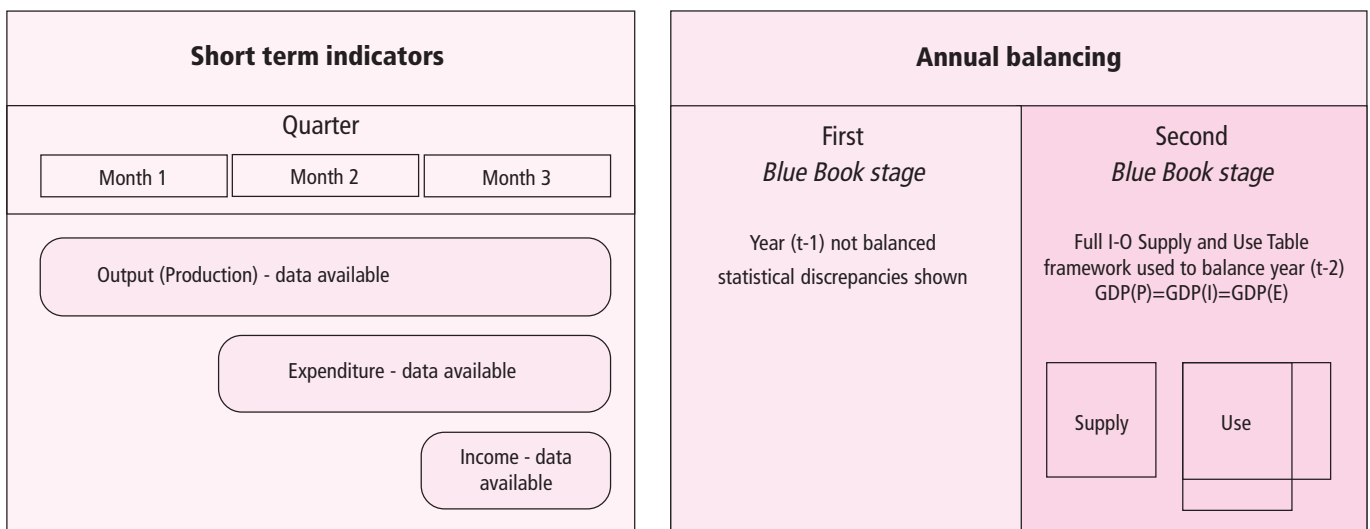 Short term indicators
Quarter
Month 1
Month 2
Month 3
Output (Production) - data available
Expenditure - data available
Income - data
available
Annual balancing
First
Blue Book stage
Year (t-1) not balanced
statistical discrepancies shown
Second
Blue Book stage
Full I-O Supply and Use Table
framework used to balance year (t-2)
GDP(P)=GDP(I)=GDP(E)
Supply
Use